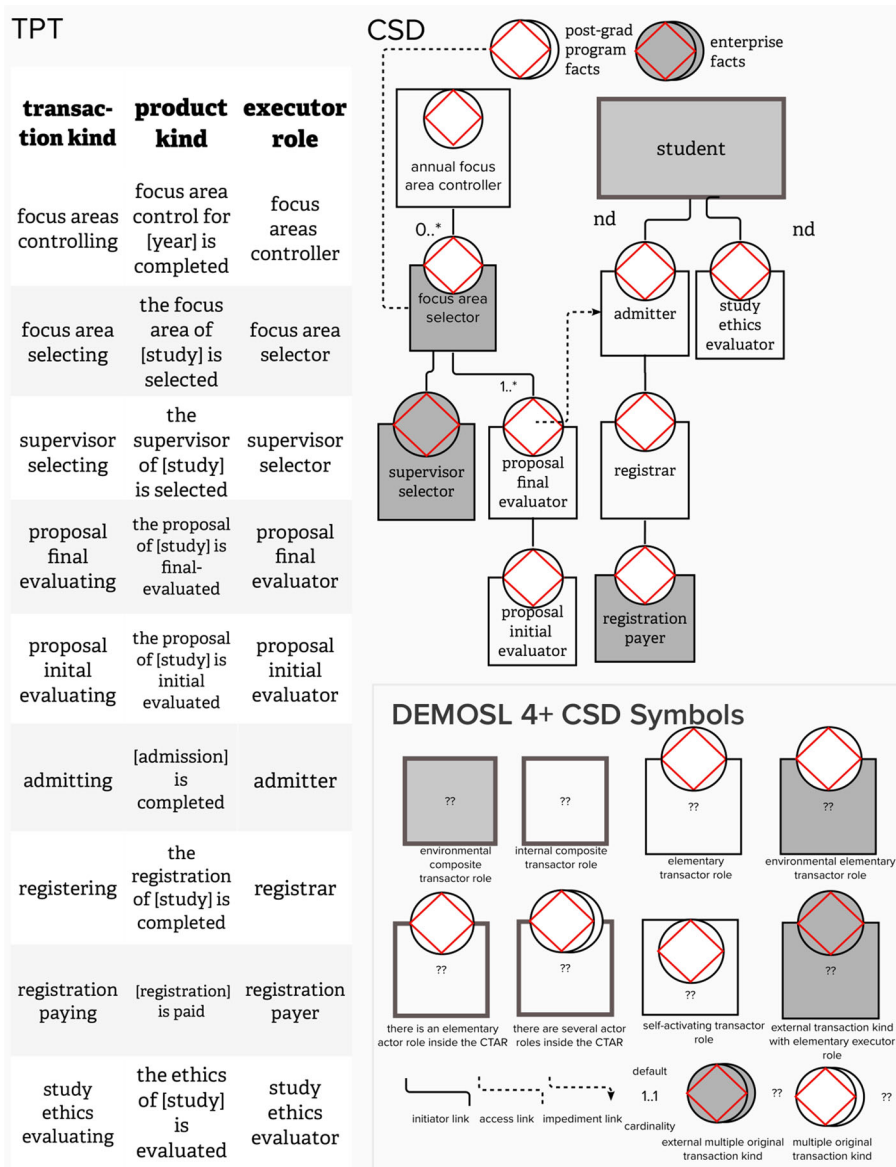 TPT
transac-
tion kind
product
kind
executor
role
focus areas
controlling
focus area
control for
[year] is
completed
focus
areas
controller
focus area
selecting
the focus
area of
[study] is
selected
focus area
selector
supervisor
selecting
the
supervisor
of [study]
is selected
supervisor
selector
proposal
final
evaluating
the proposal
of [study] is
final-
evaluated
proposal
final
evaluator
proposal
inital
evaluating
the proposal
of [study] is
initial
evaluated
proposal
initial
evaluator
admitting
[admission]
is
completed
admitter
registering
the
registration
of [study] is
completed
registrar
registration
paying
[registration]
is paid
registration
payer
study
ethics
evaluating
the ethics
of [study]
is
evaluated
study
ethics
evaluator
CSD
post-grad
program
facts
enterprise
facts
annual focus
area controller
student
0..*
nd
nd
focus area
selector
admitter
study
ethics
evaluator
1..*
supervisor
selector
proposal
final
evaluator
registrar
proposal
initial
evaluator
registration
payer
DEMOSL 4+ CSD Symbols
??
environmental
composite
transactor role
??
internal composite
transactor role
??
elementary
transactor role
??
environmental elementary
transactor role
??
there is an elementary
actor role inside the CTAR
??
there are several actor
roles inside the CTAR
??
self-activating transactor
role
??
external transaction kind
with elementary executor
role
initiator link
access link
impediment link
default
1..1
cardinality
??
external multiple original
transaction kind
??
multiple original
transaction kind